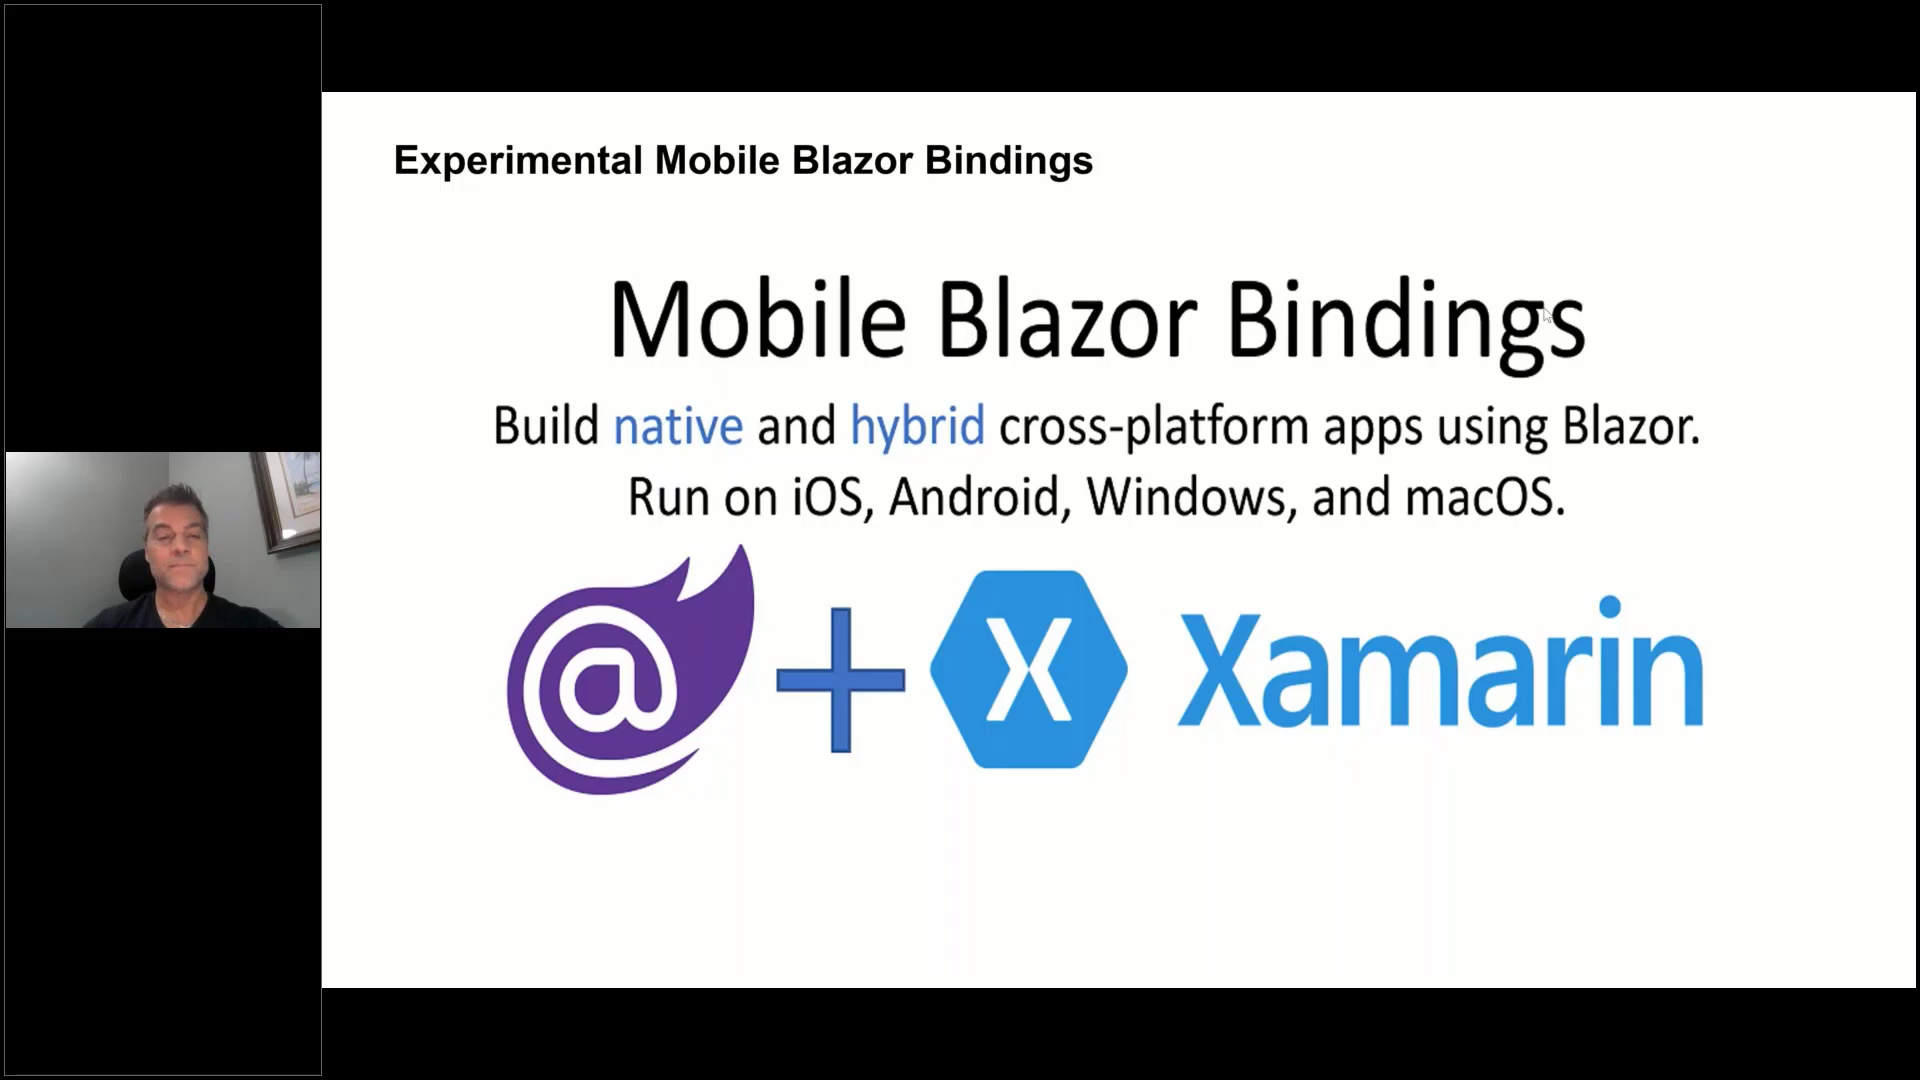 Experimental Mobile Blazor Bindings
Mobile Blazor Bindings
Build native and hybrid cross-platform apps using Blazor.
Run on iOS, Android, Windows, and macOS.
@
X Xamarin